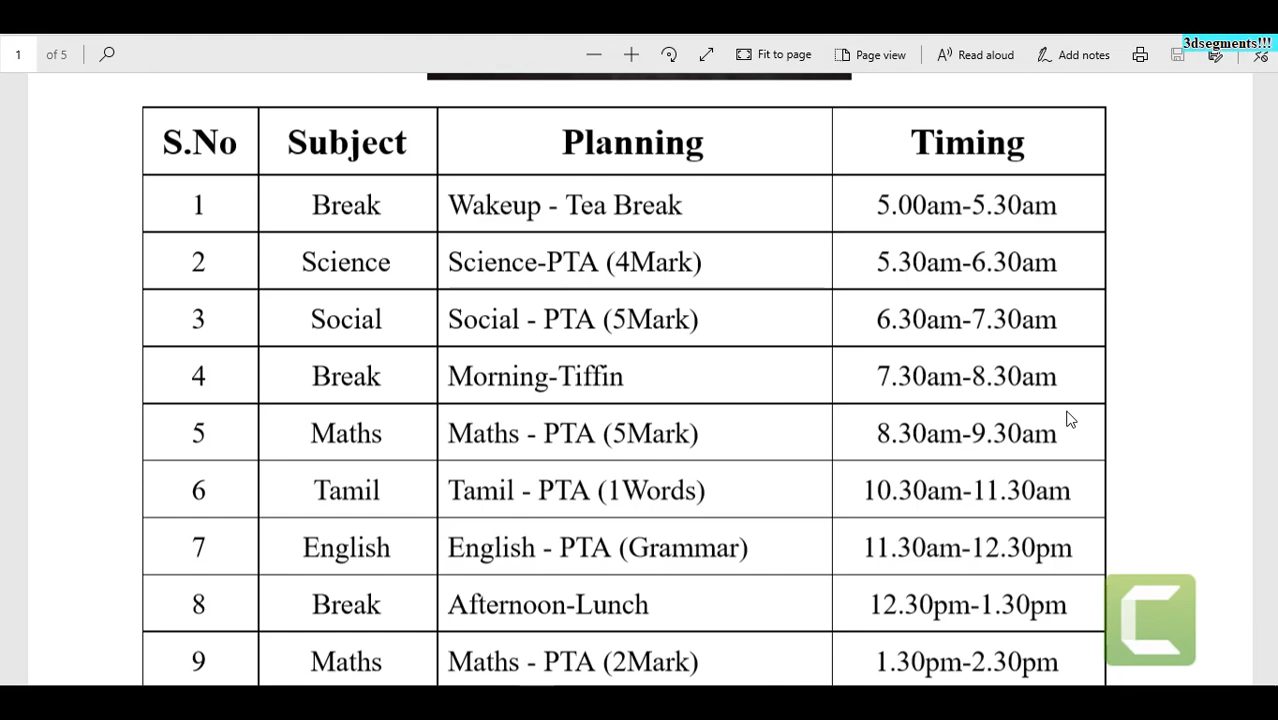 3dsegments!!!
1 of 5 Fit to page Page view Read aloud Add notes
S.No Subject Planning Timing
1 Break Wakeup - Tea Break 5.00am-5.30am
2 Science Science-PTA (4Mark) 5.30am-6.30am
3 Social Social - PTA (5Mark) 6.30am-7.30am
4 Break Morning-Tiffin 7.30am-8.30am
5 Maths Maths - PTA (5Mark) 8.30am-9.30am
6 Tamil Tamil - PTA (1Words) 10.30am-11.30am
7 English English - PTA (Grammar) 11.30am-12.30pm
8 Break Afternoon-Lunch 12.30pm-1.30pm
9 Maths Maths - PTA (2Mark) 1.30pm-2.30pm